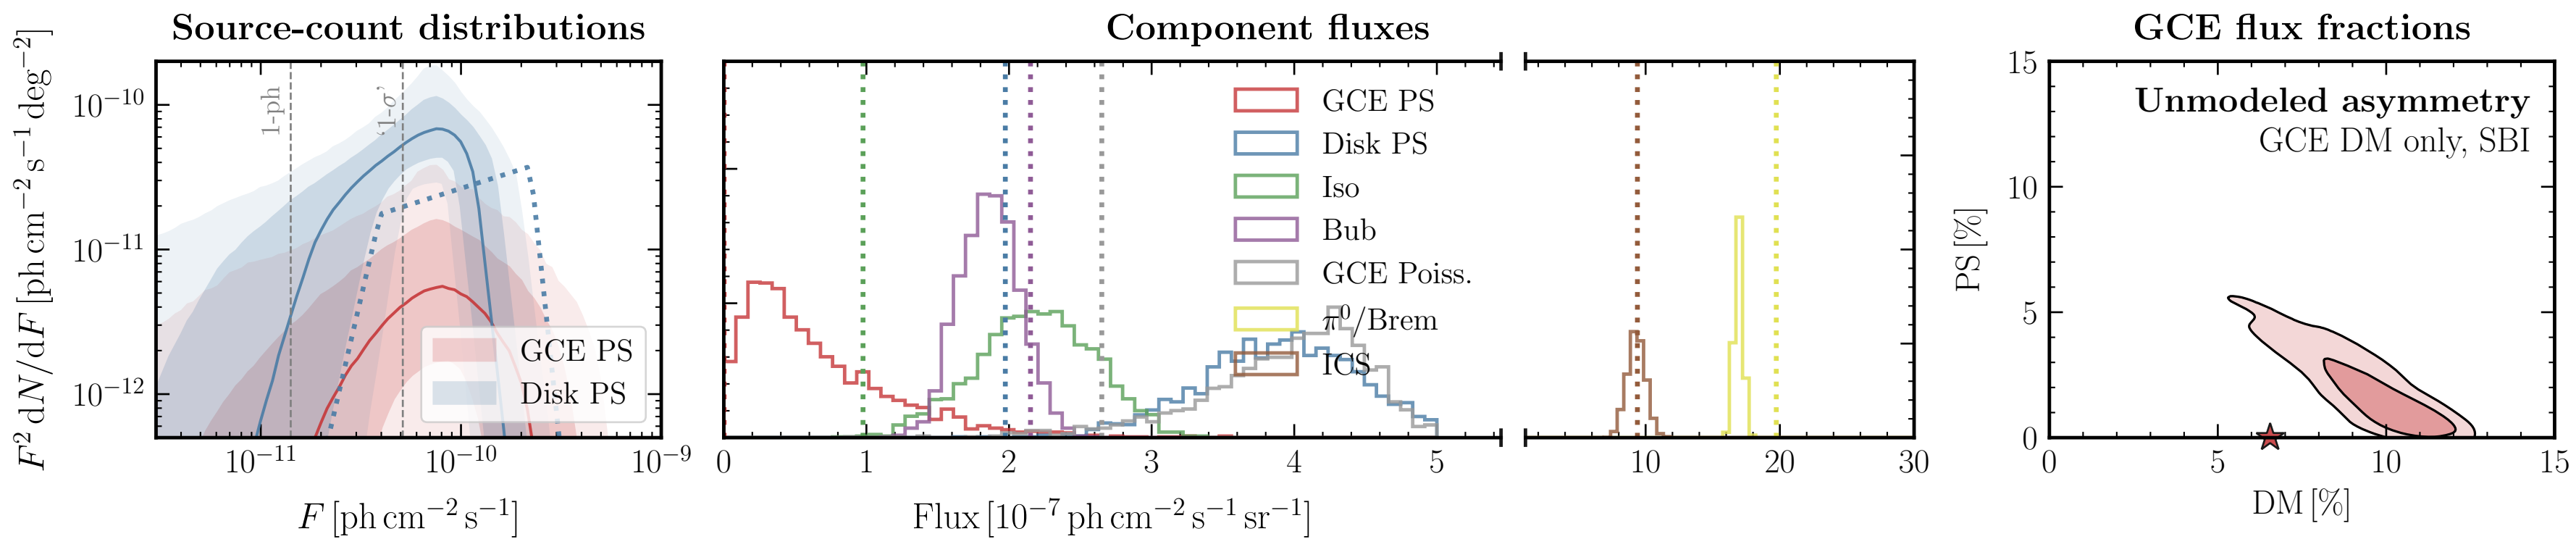 Source-count distributions
F² dN/dF [ph cm⁻² s⁻¹ deg⁻²]
10⁻¹⁰
10⁻¹¹
10⁻¹²
1-ph
'1-σ'
GCE PS
Disk PS
10⁻¹¹ 10⁻¹⁰ 10⁻⁹
F [ph cm⁻² s⁻¹]
Component fluxes
GCE PS
Disk PS
Iso
Bub
GCE Poiss.
π⁰/Brem
ICS
0 1 2 3 4 5 10 20 30
Flux [10⁻⁷ ph cm⁻² s⁻¹ sr⁻¹]
GCE flux fractions
PS [%]
15
10
5
0
Unmodeled asymmetry
GCE DM only, SBI
0 5 10 15
DM [%]